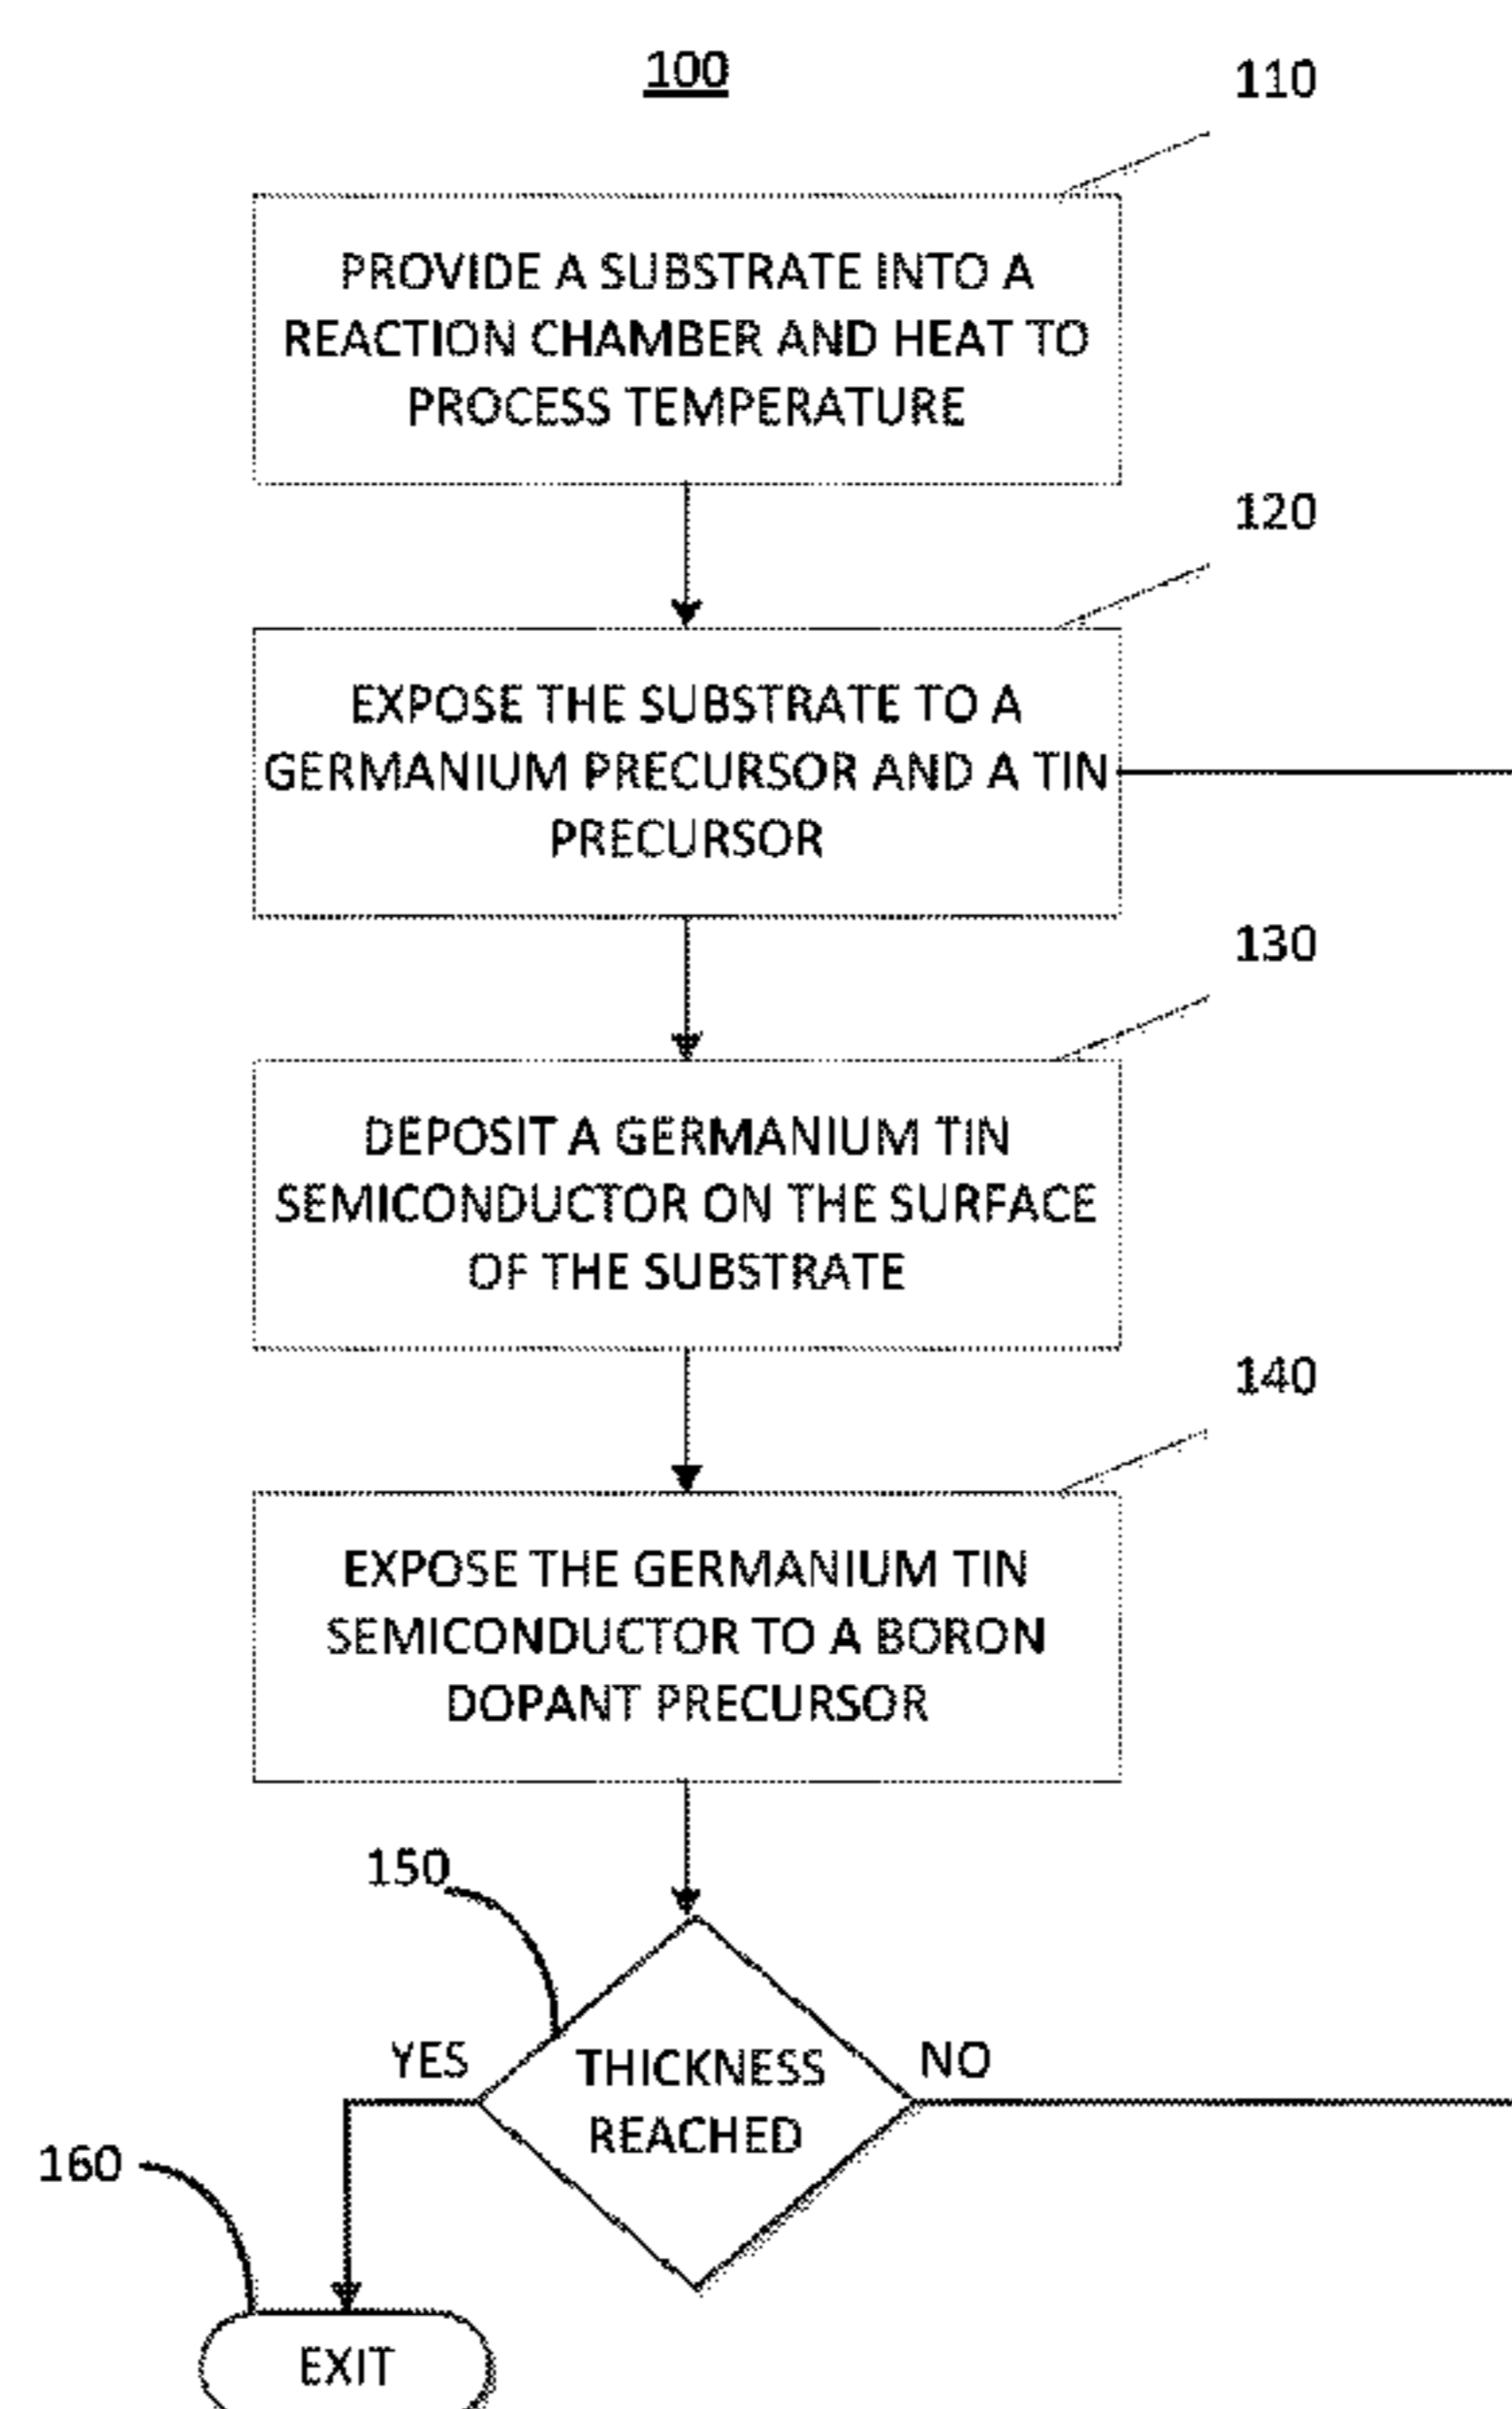 100
110
PROVIDE A SUBSTRATE INTO A
REACTION CHAMBER AND HEAT TO
PROCESS TEMPERATURE
120
EXPOSE THE SUBSTRATE TO A
GERMANIUM PRECURSOR AND A TIN
PRECURSOR
130
DEPOSIT A GERMANIUM TIN
SEMICONDUCTOR ON THE SURFACE
OF THE SUBSTRATE
140
EXPOSE THE GERMANIUM TIN
SEMICONDUCTOR TO A BORON
DOPANT PRECURSOR
150
YES
THICKNESS
REACHED
NO
160
EXIT